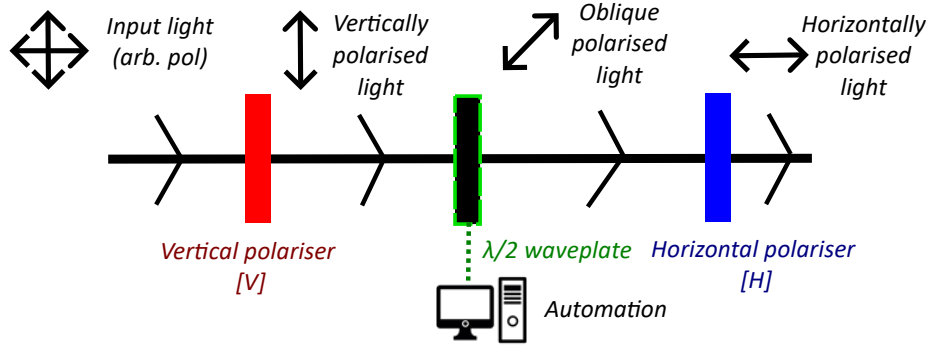 Input light
(arb. pol)
Vertically
polarised
light
Oblique
polarised
light
Horizontally
polarised
light
Vertical polariser
[V]
λ/2 waveplate
Horizontal polariser
[H]
Automation